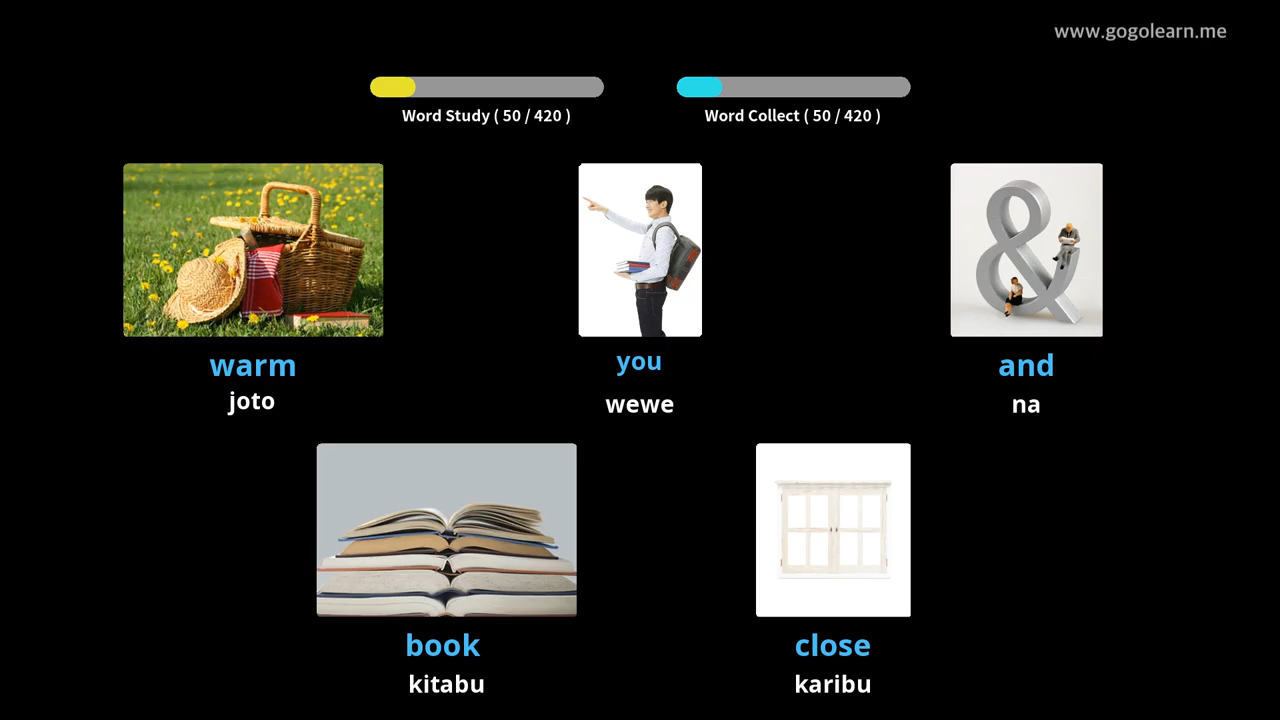 www.gogolearn.me
Word Study ( 50 / 420 )
Word Collect ( 50 / 420 )
warm
joto
you
wewe
and
na
book
kitabu
close
karibu